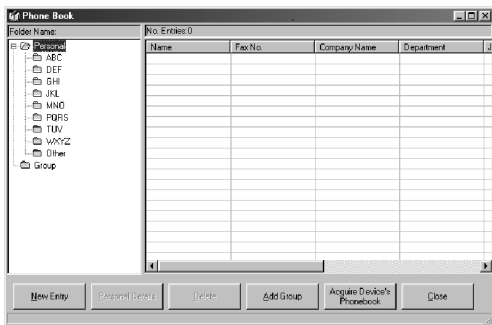 Phone Book
Folder Name:
No. Entries:0
Personal
ABC
DEF
GHI
JKL
MNO
PQRS
TUV
WXYZ
Other
Group
Name Fax No. Company Name Department J
New Entry Personal Details Delete Add Group Acquire Device's Phonebook Close